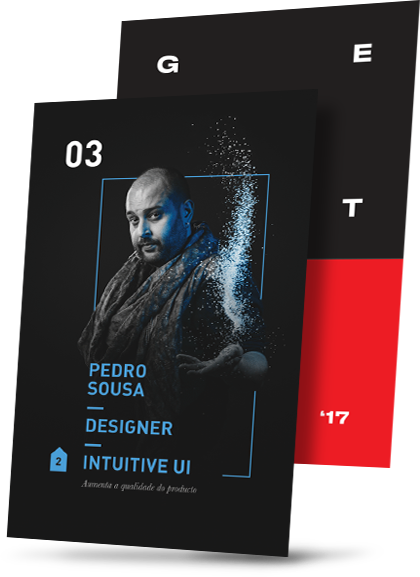 G E
T
'17
03
PEDRO
SOUSA
DESIGNER
2
INTUITIVE UI
Aumenta a qualidade do producto